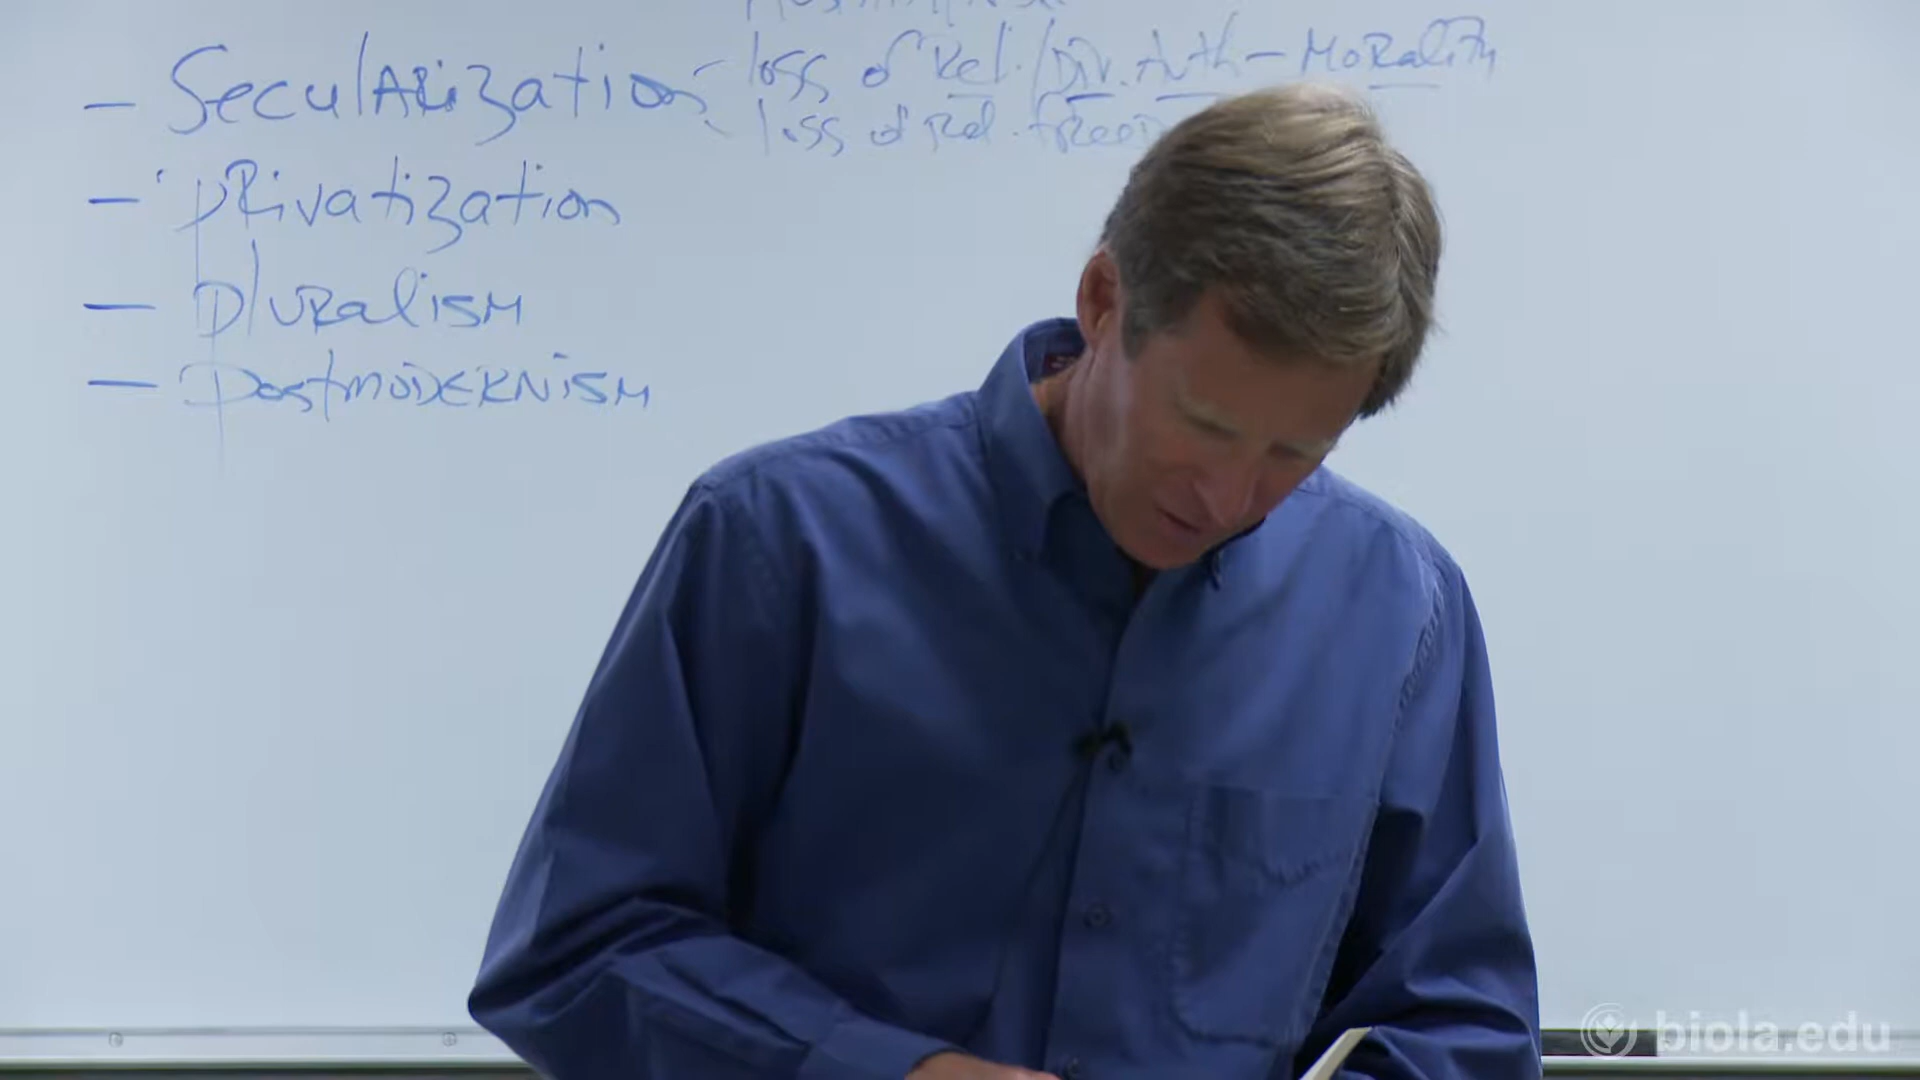 - Secularization - loss of Rel./Div. Auth - Morality
loss of Rel.
- Privatization
- Pluralism
- Postmodernism
biola.edu